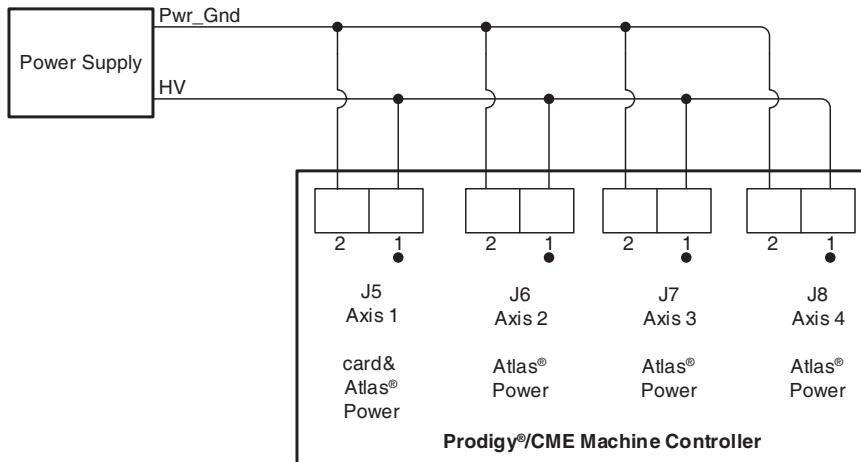 Pwr_Gnd
Power Supply
HV
2 1 2 1 2 1 2 1
J5 J6 J7 J8
Axis 1 Axis 2 Axis 3 Axis 4
card& Atlas® Atlas® Atlas®
Atlas® Power Power Power
Power
Prodigy®/CME Machine Controller